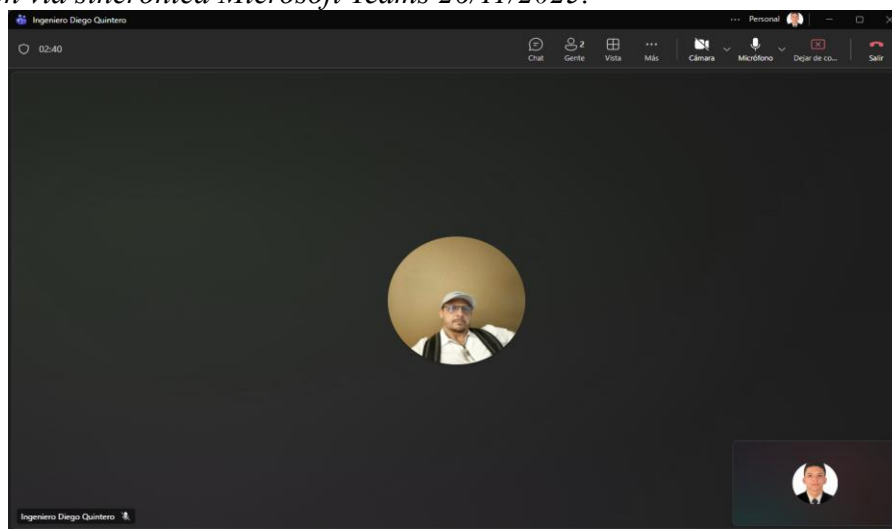 n vía sincrónica Microsoft Teams 26/11/2025.
Ingeniero Diego Quintero
Personal
02:40
Chat
2
Gente
Vista
Más
Cámara
Micrófono
Dejar de co...
Salir
Ingeniero Diego Quintero